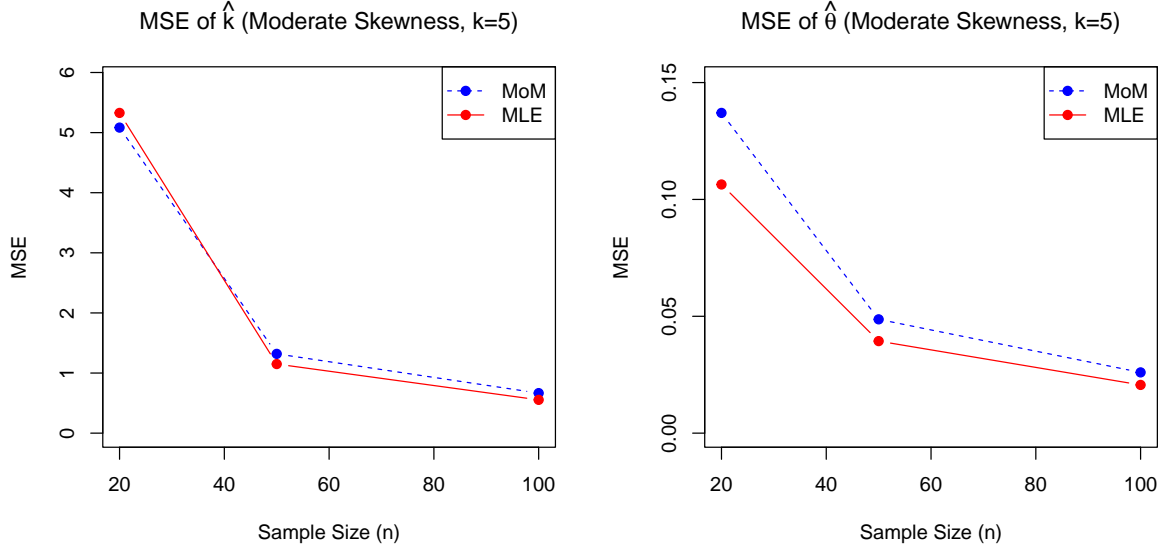 MSE of k̂ (Moderate Skewness, k=5)
MoM
MLE
6
5
4
3
2
1
0
MSE
20
40
60
80
100
Sample Size (n)
MSE of θ̂ (Moderate Skewness, k=5)
MoM
MLE
0.15
0.10
0.05
0.00
MSE
20
40
60
80
100
Sample Size (n)